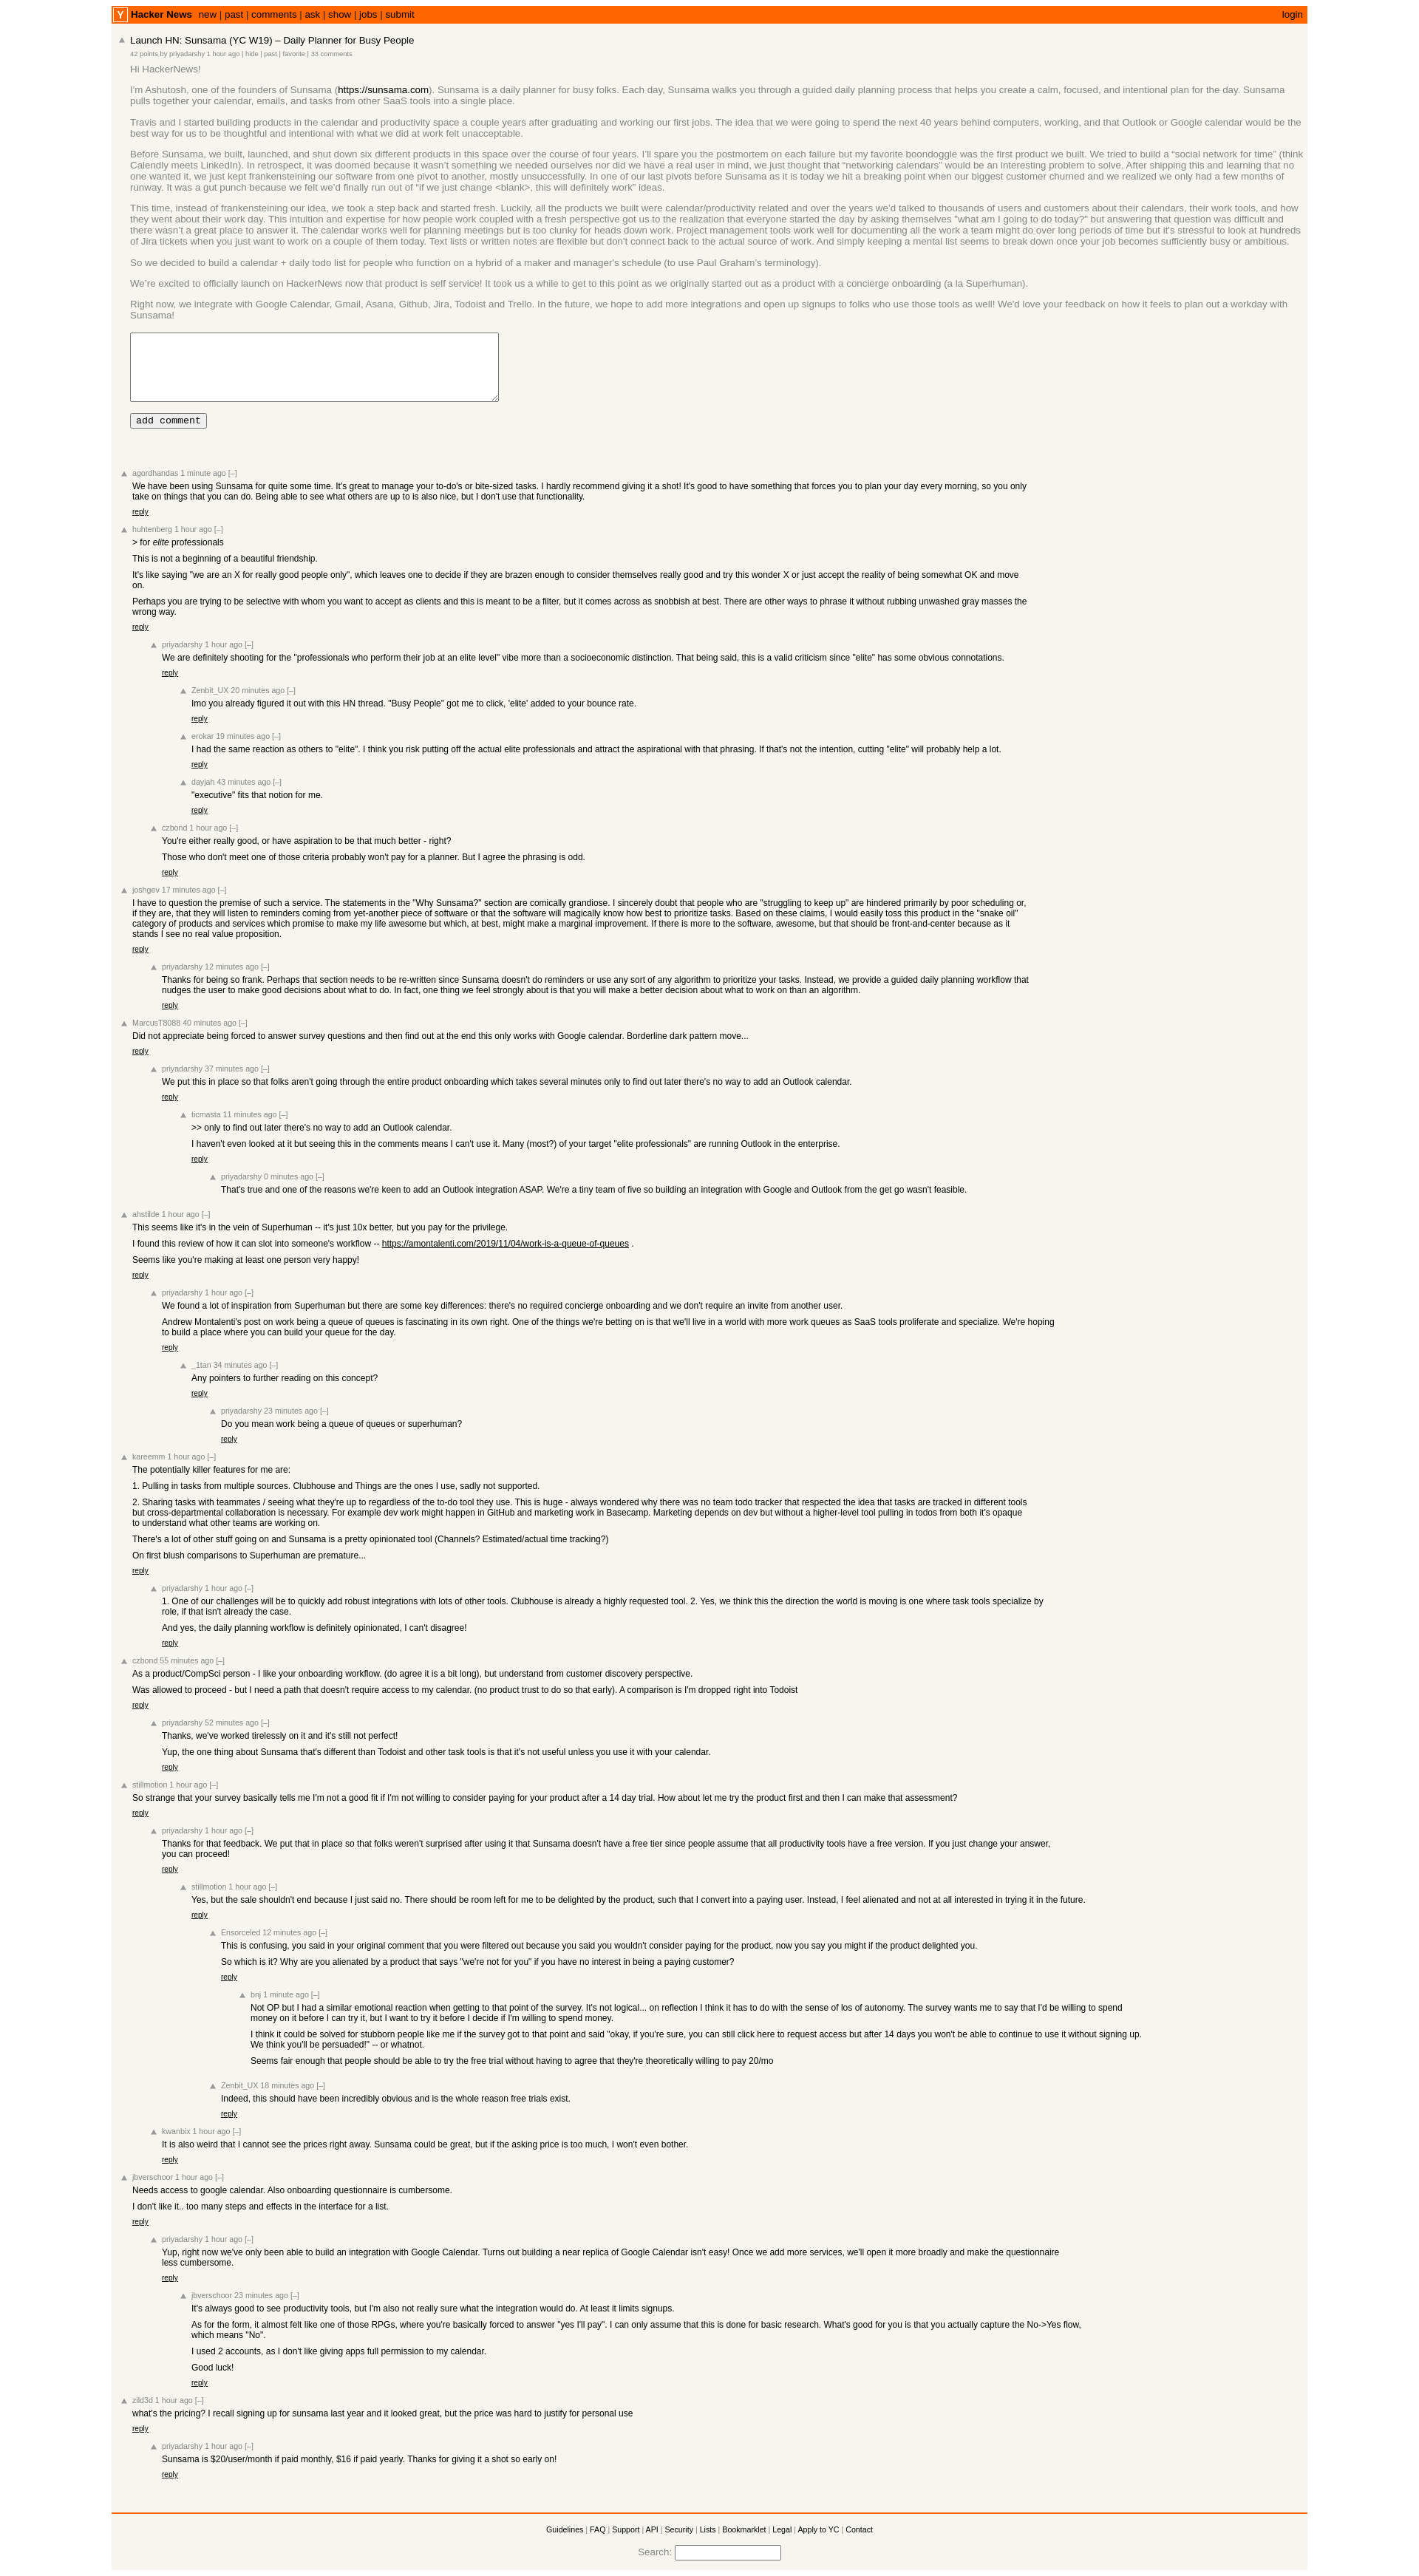 Y Hacker News new | past | comments | ask | show | jobs | submit login
Launch HN: Sunsama (YC W19) – Daily Planner for Busy People
42 points by priyadarshy 1 hour ago | hide | past | favorite | 33 comments
Hi HackerNews!
I'm Ashutosh, one of the founders of Sunsama (https://sunsama.com). Sunsama is a daily planner for busy folks. Each day, Sunsama walks you through a guided daily planning process that helps you create a calm, focused, and intentional plan for the day. Sunsama
pulls together your calendar, emails, and tasks from other SaaS tools into a single place.
Travis and I started building products in the calendar and productivity space a couple years after graduating and working our first jobs. The idea that we were going to spend the next 40 years behind computers, working, and that Outlook or Google calendar would be the
best way for us to be thoughtful and intentional with what we did at work felt unacceptable.
Before Sunsama, we built, launched, and shut down six different products in this space over the course of four years. I’ll spare you the postmortem on each failure but my favorite boondoggle was the first product we built. We tried to build a “social network for time” (think
Calendly meets LinkedIn). In retrospect, it was doomed because it wasn’t something we needed ourselves nor did we have a real user in mind, we just thought that “networking calendars” would be an interesting problem to solve. After shipping this and learning that no
one wanted it, we just kept frankensteining our software from one pivot to another, mostly unsuccessfully. In one of our last pivots before Sunsama as it is today we hit a breaking point when our biggest customer churned and we realized we only had a few months of
runway. It was a gut punch because we felt we’d finally run out of “if we just change <blank>, this will definitely work” ideas.
This time, instead of frankensteining our idea, we took a step back and started fresh. Luckily, all the products we built were calendar/productivity related and over the years we’d talked to thousands of users and customers about their calendars, their work tools, and how
they went about their work day. This intuition and expertise for how people work coupled with a fresh perspective got us to the realization that everyone started the day by asking themselves "what am I going to do today?" but answering that question was difficult and
there wasn’t a great place to answer it. The calendar works well for planning meetings but is too clunky for heads down work. Project management tools work well for documenting all the work a team might do over long periods of time but it's stressful to look at hundreds
of Jira tickets when you just want to work on a couple of them today. Text lists or written notes are flexible but don't connect back to the actual source of work. And simply keeping a mental list seems to break down once your job becomes sufficiently busy or ambitious.
So we decided to build a calendar + daily todo list for people who function on a hybrid of a maker and manager's schedule (to use Paul Graham's terminology).
We’re excited to officially launch on HackerNews now that product is self service! It took us a while to get to this point as we originally started out as a product with a concierge onboarding (a la Superhuman).
Right now, we integrate with Google Calendar, Gmail, Asana, Github, Jira, Todoist and Trello. In the future, we hope to add more integrations and open up signups to folks who use those tools as well! We'd love your feedback on how it feels to plan out a workday with
Sunsama!
add comment
agordhandas 1 minute ago [–]
We have been using Sunsama for quite some time. It's great to manage your to-do's or bite-sized tasks. I hardly recommend giving it a shot! It's good to have something that forces you to plan your day every morning, so you only
take on things that you can do. Being able to see what others are up to is also nice, but I don't use that functionality.
reply
huhtenberg 1 hour ago [–]
> for elite professionals
This is not a beginning of a beautiful friendship.
It's like saying "we are an X for really good people only", which leaves one to decide if they are brazen enough to consider themselves really good and try this wonder X or just accept the reality of being somewhat OK and move
on.
Perhaps you are trying to be selective with whom you want to accept as clients and this is meant to be a filter, but it comes across as snobbish at best. There are other ways to phrase it without rubbing unwashed gray masses the
wrong way.
reply
priyadarshy 1 hour ago [–]
We are definitely shooting for the "professionals who perform their job at an elite level" vibe more than a socioeconomic distinction. That being said, this is a valid criticism since "elite" has some obvious connotations.
reply
Zenbit_UX 20 minutes ago [–]
Imo you already figured it out with this HN thread. "Busy People" got me to click, 'elite' added to your bounce rate.
reply
erokar 19 minutes ago [–]
I had the same reaction as others to "elite". I think you risk putting off the actual elite professionals and attract the aspirational with that phrasing. If that's not the intention, cutting "elite" will probably help a lot.
reply
dayjah 43 minutes ago [–]
"executive" fits that notion for me.
reply
czbond 1 hour ago [–]
You're either really good, or have aspiration to be that much better - right?
Those who don't meet one of those criteria probably won't pay for a planner. But I agree the phrasing is odd.
reply
joshgev 17 minutes ago [–]
I have to question the premise of such a service. The statements in the "Why Sunsama?" section are comically grandiose. I sincerely doubt that people who are "struggling to keep up" are hindered primarily by poor scheduling or,
if they are, that they will listen to reminders coming from yet-another piece of software or that the software will magically know how best to prioritize tasks. Based on these claims, I would easily toss this product in the "snake oil"
category of products and services which promise to make my life awesome but which, at best, might make a marginal improvement. If there is more to the software, awesome, but that should be front-and-center because as it
stands I see no real value proposition.
reply
priyadarshy 12 minutes ago [–]
Thanks for being so frank. Perhaps that section needs to be re-written since Sunsama doesn't do reminders or use any sort of any algorithm to prioritize your tasks. Instead, we provide a guided daily planning workflow that
nudges the user to make good decisions about what to do. In fact, one thing we feel strongly about is that you will make a better decision about what to work on than an algorithm.
reply
MarcusT8088 40 minutes ago [–]
Did not appreciate being forced to answer survey questions and then find out at the end this only works with Google calendar. Borderline dark pattern move...
reply
priyadarshy 37 minutes ago [–]
We put this in place so that folks aren't going through the entire product onboarding which takes several minutes only to find out later there's no way to add an Outlook calendar.
reply
ticmasta 11 minutes ago [–]
>> only to find out later there's no way to add an Outlook calendar.
I haven't even looked at it but seeing this in the comments means I can't use it. Many (most?) of your target "elite professionals" are running Outlook in the enterprise.
reply
priyadarshy 0 minutes ago [–]
That's true and one of the reasons we're keen to add an Outlook integration ASAP. We're a tiny team of five so building an integration with Google and Outlook from the get go wasn't feasible.
ahstilde 1 hour ago [–]
This seems like it's in the vein of Superhuman -- it's just 10x better, but you pay for the privilege.
I found this review of how it can slot into someone's workflow -- https://amontalenti.com/2019/11/04/work-is-a-queue-of-queues .
Seems like you're making at least one person very happy!
reply
priyadarshy 1 hour ago [–]
We found a lot of inspiration from Superhuman but there are some key differences: there's no required concierge onboarding and we don't require an invite from another user.
Andrew Montalenti's post on work being a queue of queues is fascinating in its own right. One of the things we're betting on is that we'll live in a world with more work queues as SaaS tools proliferate and specialize. We're hoping
to build a place where you can build your queue for the day.
reply
_1tan 34 minutes ago [–]
Any pointers to further reading on this concept?
reply
priyadarshy 23 minutes ago [–]
Do you mean work being a queue of queues or superhuman?
reply
kareemm 1 hour ago [–]
The potentially killer features for me are:
1. Pulling in tasks from multiple sources. Clubhouse and Things are the ones I use, sadly not supported.
2. Sharing tasks with teammates / seeing what they're up to regardless of the to-do tool they use. This is huge - always wondered why there was no team todo tracker that respected the idea that tasks are tracked in different tools
but cross-departmental collaboration is necessary. For example dev work might happen in GitHub and marketing work in Basecamp. Marketing depends on dev but without a higher-level tool pulling in todos from both it's opaque
to understand what other teams are working on.
There's a lot of other stuff going on and Sunsama is a pretty opinionated tool (Channels? Estimated/actual time tracking?)
On first blush comparisons to Superhuman are premature...
reply
priyadarshy 1 hour ago [–]
1. One of our challenges will be to quickly add robust integrations with lots of other tools. Clubhouse is already a highly requested tool. 2. Yes, we think this the direction the world is moving is one where task tools specialize by
role, if that isn't already the case.
And yes, the daily planning workflow is definitely opinionated, I can't disagree!
reply
czbond 55 minutes ago [–]
As a product/CompSci person - I like your onboarding workflow. (do agree it is a bit long), but understand from customer discovery perspective.
Was allowed to proceed - but I need a path that doesn't require access to my calendar. (no product trust to do so that early). A comparison is I'm dropped right into Todoist
reply
priyadarshy 52 minutes ago [–]
Thanks, we've worked tirelessly on it and it's still not perfect!
Yup, the one thing about Sunsama that's different than Todoist and other task tools is that it's not useful unless you use it with your calendar.
reply
stillmotion 1 hour ago [–]
So strange that your survey basically tells me I'm not a good fit if I'm not willing to consider paying for your product after a 14 day trial. How about let me try the product first and then I can make that assessment?
reply
priyadarshy 1 hour ago [–]
Thanks for that feedback. We put that in place so that folks weren't surprised after using it that Sunsama doesn't have a free tier since people assume that all productivity tools have a free version. If you just change your answer,
you can proceed!
reply
stillmotion 1 hour ago [–]
Yes, but the sale shouldn't end because I just said no. There should be room left for me to be delighted by the product, such that I convert into a paying user. Instead, I feel alienated and not at all interested in trying it in the future.
reply
Ensorceled 12 minutes ago [–]
This is confusing, you said in your original comment that you were filtered out because you said you wouldn't consider paying for the product, now you say you might if the product delighted you.
So which is it? Why are you alienated by a product that says "we're not for you" if you have no interest in being a paying customer?
reply
bnj 1 minute ago [–]
Not OP but I had a similar emotional reaction when getting to that point of the survey. It's not logical... on reflection I think it has to do with the sense of los of autonomy. The survey wants me to say that I'd be willing to spend
money on it before I can try it, but I want to try it before I decide if I'm willing to spend money.
I think it could be solved for stubborn people like me if the survey got to that point and said "okay, if you're sure, you can still click here to request access but after 14 days you won't be able to continue to use it without signing up.
We think you'll be persuaded!" -- or whatnot.
Seems fair enough that people should be able to try the free trial without having to agree that they're theoretically willing to pay 20/mo
Zenbit_UX 18 minutes ago [–]
Indeed, this should have been incredibly obvious and is the whole reason free trials exist.
reply
kwanbix 1 hour ago [–]
It is also weird that I cannot see the prices right away. Sunsama could be great, but if the asking price is too much, I won't even bother.
reply
jbverschoor 1 hour ago [–]
Needs access to google calendar. Also onboarding questionnaire is cumbersome.
I don't like it.. too many steps and effects in the interface for a list.
reply
priyadarshy 1 hour ago [–]
Yup, right now we've only been able to build an integration with Google Calendar. Turns out building a near replica of Google Calendar isn't easy! Once we add more services, we'll open it more broadly and make the questionnaire
less cumbersome.
reply
jbverschoor 23 minutes ago [–]
It's always good to see productivity tools, but I'm also not really sure what the integration would do. At least it limits signups.
As for the form, it almost felt like one of those RPGs, where you're basically forced to answer "yes I'll pay". I can only assume that this is done for basic research. What's good for you is that you actually capture the No->Yes flow,
which means "No".
I used 2 accounts, as I don't like giving apps full permission to my calendar.
Good luck!
reply
zild3d 1 hour ago [–]
what's the pricing? I recall signing up for sunsama last year and it looked great, but the price was hard to justify for personal use
reply
priyadarshy 1 hour ago [–]
Sunsama is $20/user/month if paid monthly, $16 if paid yearly. Thanks for giving it a shot so early on!
reply
Guidelines | FAQ | Support | API | Security | Lists | Bookmarklet | Legal | Apply to YC | Contact
Search: